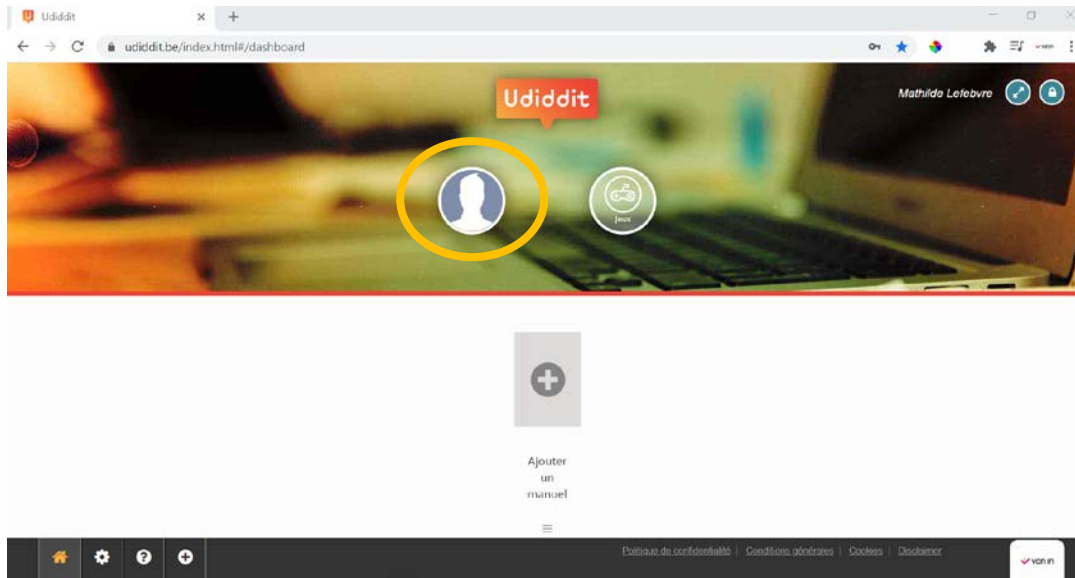 Udiddit
udiddit.be/index.html#/dashboard
Udiddit
Mathilde Lefebvre
Jeux
Ajouter
un
manuel
Politique de confidentialité | Conditions générales | Cookies | Disclaimer
van in